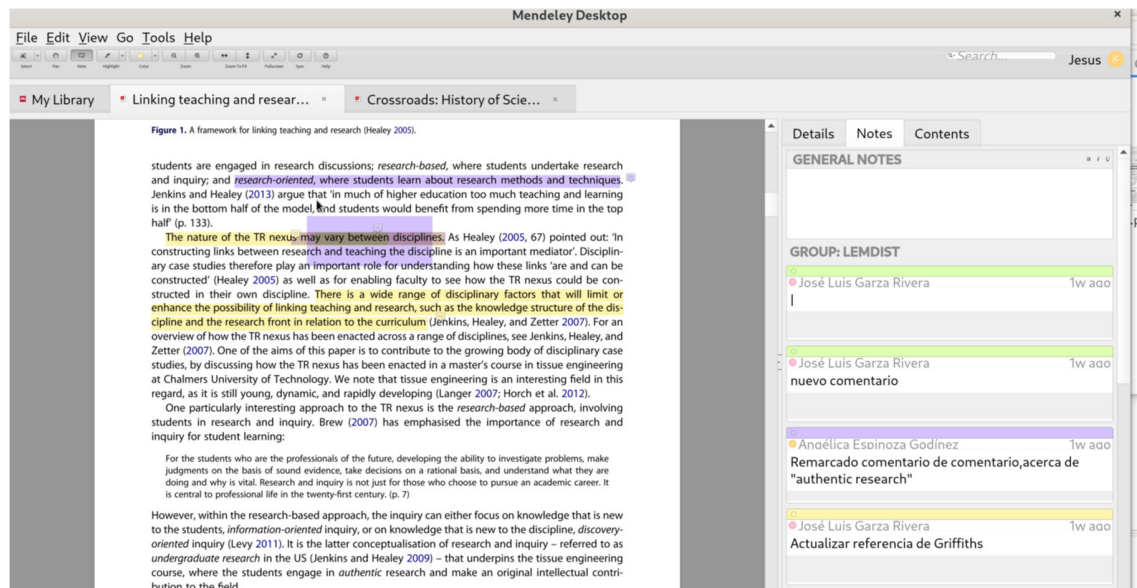 Mendeley Desktop
×
File Edit View Go Tools Help
Select Pan Note Highlight Color Zoom Zoom To Fit Fullscreen Sync Help
Search...
Jesus
My Library
Linking teaching and resear... ×
Crossroads: History of Scie... ×
Figure 1. A framework for linking teaching and research (Healey 2005).
students are engaged in research discussions; research-based, where students undertake research
and inquiry; and research-oriented, where students learn about research methods and techniques.
Jenkins and Healey (2013) argue that ‘in much of higher education too much teaching and learning
is in the bottom half of the model, and students would benefit from spending more time in the top
half’ (p. 133).
The nature of the TR nexus may vary between disciplines. As Healey (2005, 67) pointed out: ‘In
constructing links between research and teaching the discipline is an important mediator’. Disciplin-
ary case studies therefore play an important role for understanding how these links ‘are and can be
constructed’ (Healey 2005) as well as for enabling faculty to see how the TR nexus could be con-
structed in their own discipline. There is a wide range of disciplinary factors that will limit or
enhance the possibility of linking teaching and research, such as the knowledge structure of the dis-
cipline and the research front in relation to the curriculum (Jenkins, Healey, and Zetter 2007). For an
overview of how the TR nexus has been enacted across a range of disciplines, see Jenkins, Healey, and
Zetter (2007). One of the aims of this paper is to contribute to the growing body of disciplinary case
studies, by discussing how the TR nexus has been enacted in a master’s course in tissue engineering
at Chalmers University of Technology. We note that tissue engineering is an interesting field in this
regard, as it is still young, dynamic, and rapidly developing (Langer 2007; Horch et al. 2012).
One particularly interesting approach to the TR nexus is the research-based approach, involving
students in research and inquiry. Brew (2007) has emphasised the importance of research and
inquiry for student learning:
For the students who are the professionals of the future, developing the ability to investigate problems, make
judgments on the basis of sound evidence, take decisions on a rational basis, and understand what they are
doing and why is vital. Research and inquiry is not just for those who choose to pursue an academic career. It
is central to professional life in the twenty-first century. (p. 7)
However, within the research-based approach, the inquiry can either focus on knowledge that is new
to the students, information-oriented inquiry, or on knowledge that is new to the discipline, discovery-
oriented inquiry (Levy 2011). It is the latter conceptualisation of research and inquiry – referred to as
undergraduate research in the US (Jenkins and Healey 2009) – that underpins the tissue engineering
course, where the students engage in authentic research and make an original intellectual contri-
bution to the field.
Details Notes Contents
GENERAL NOTES
B I U
GROUP: LEMDIST
José Luis Garza Rivera 1w ago
José Luis Garza Rivera 1w ago
nuevo comentario
Angélica Espinoza Godínez 1w ago
Remarcado comentario de comentario,acerca de
"authentic research"
José Luis Garza Rivera 1w ago
Actualizar referencia de Griffiths